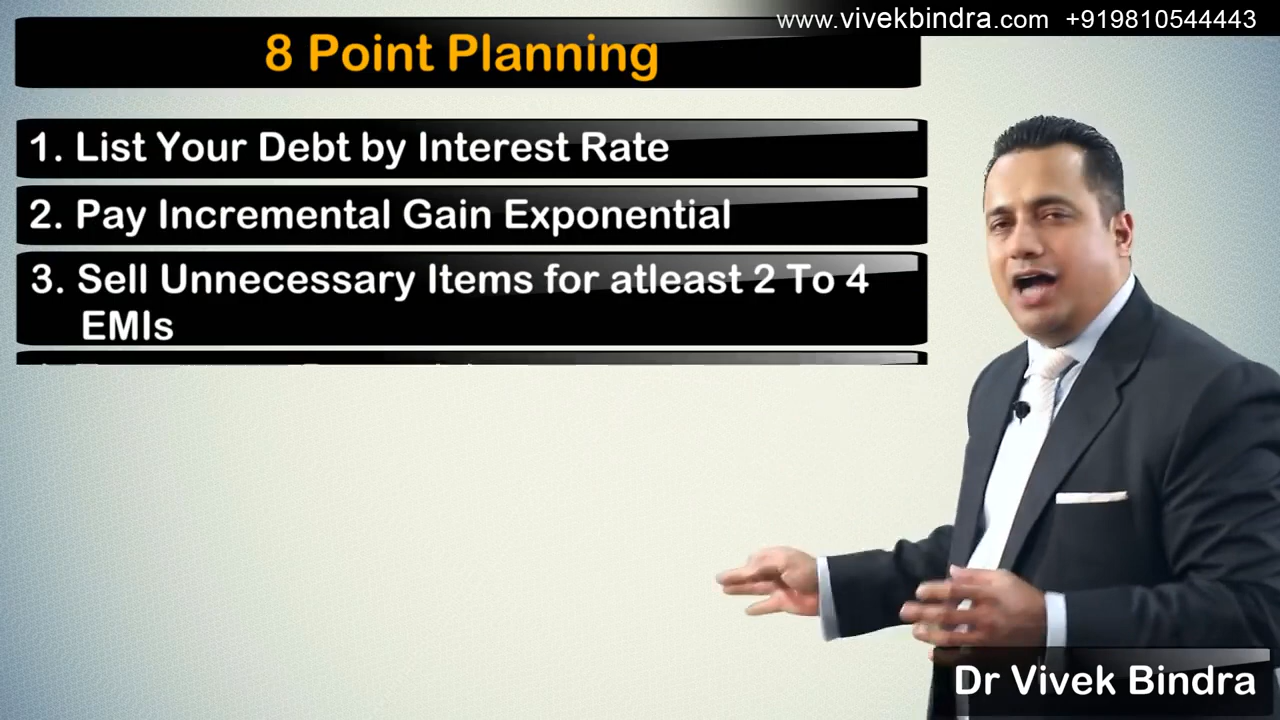 www.vivekbindra.com +919810544443
8 Point Planning
1. List Your Debt by Interest Rate
2. Pay Incremental Gain Exponential
3. Sell Unnecessary Items for atleast 2 To 4
EMIs
Dr Vivek Bindra